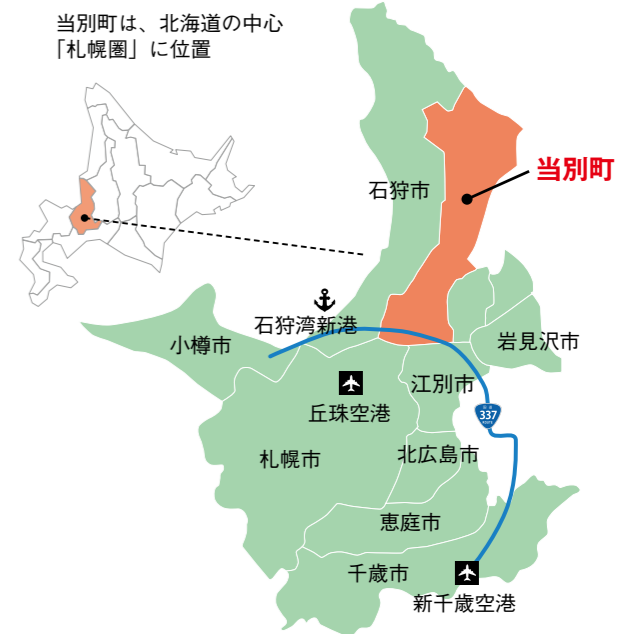 当別町は、北海道の中心
「札幌圏」に位置
当別町
石狩市
石狩湾新港
小樽市
岩見沢市
江別市
丘珠空港
337
北広島市
札幌市
恵庭市
千歳市
新千歳空港